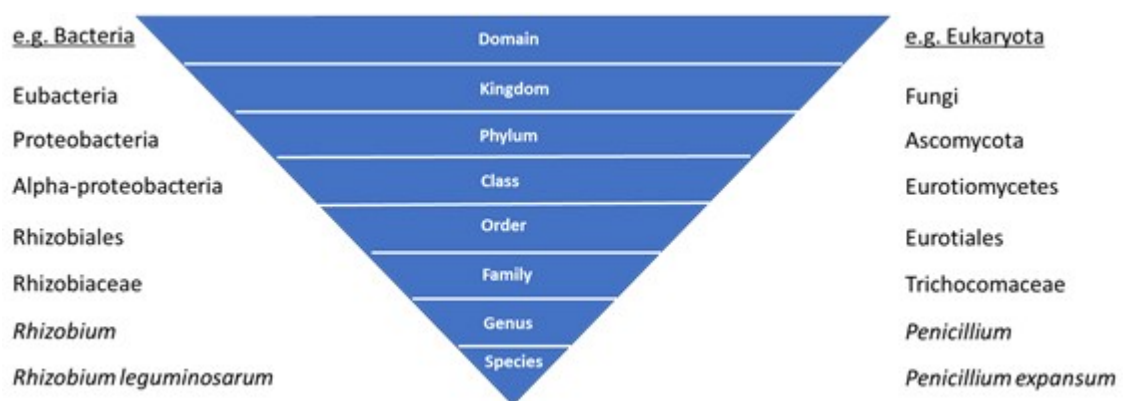 e.g. Bacteria Domain e.g. Eukaryota
Eubacteria Kingdom Fungi
Proteobacteria Phylum Ascomycota
Alpha-proteobacteria Class Eurotiomycetes
Rhizobiales Order Eurotiales
Rhizobiaceae Family Trichocomaceae
Rhizobium Genus Penicillium
Rhizobium leguminosarum Species Penicillium expansum